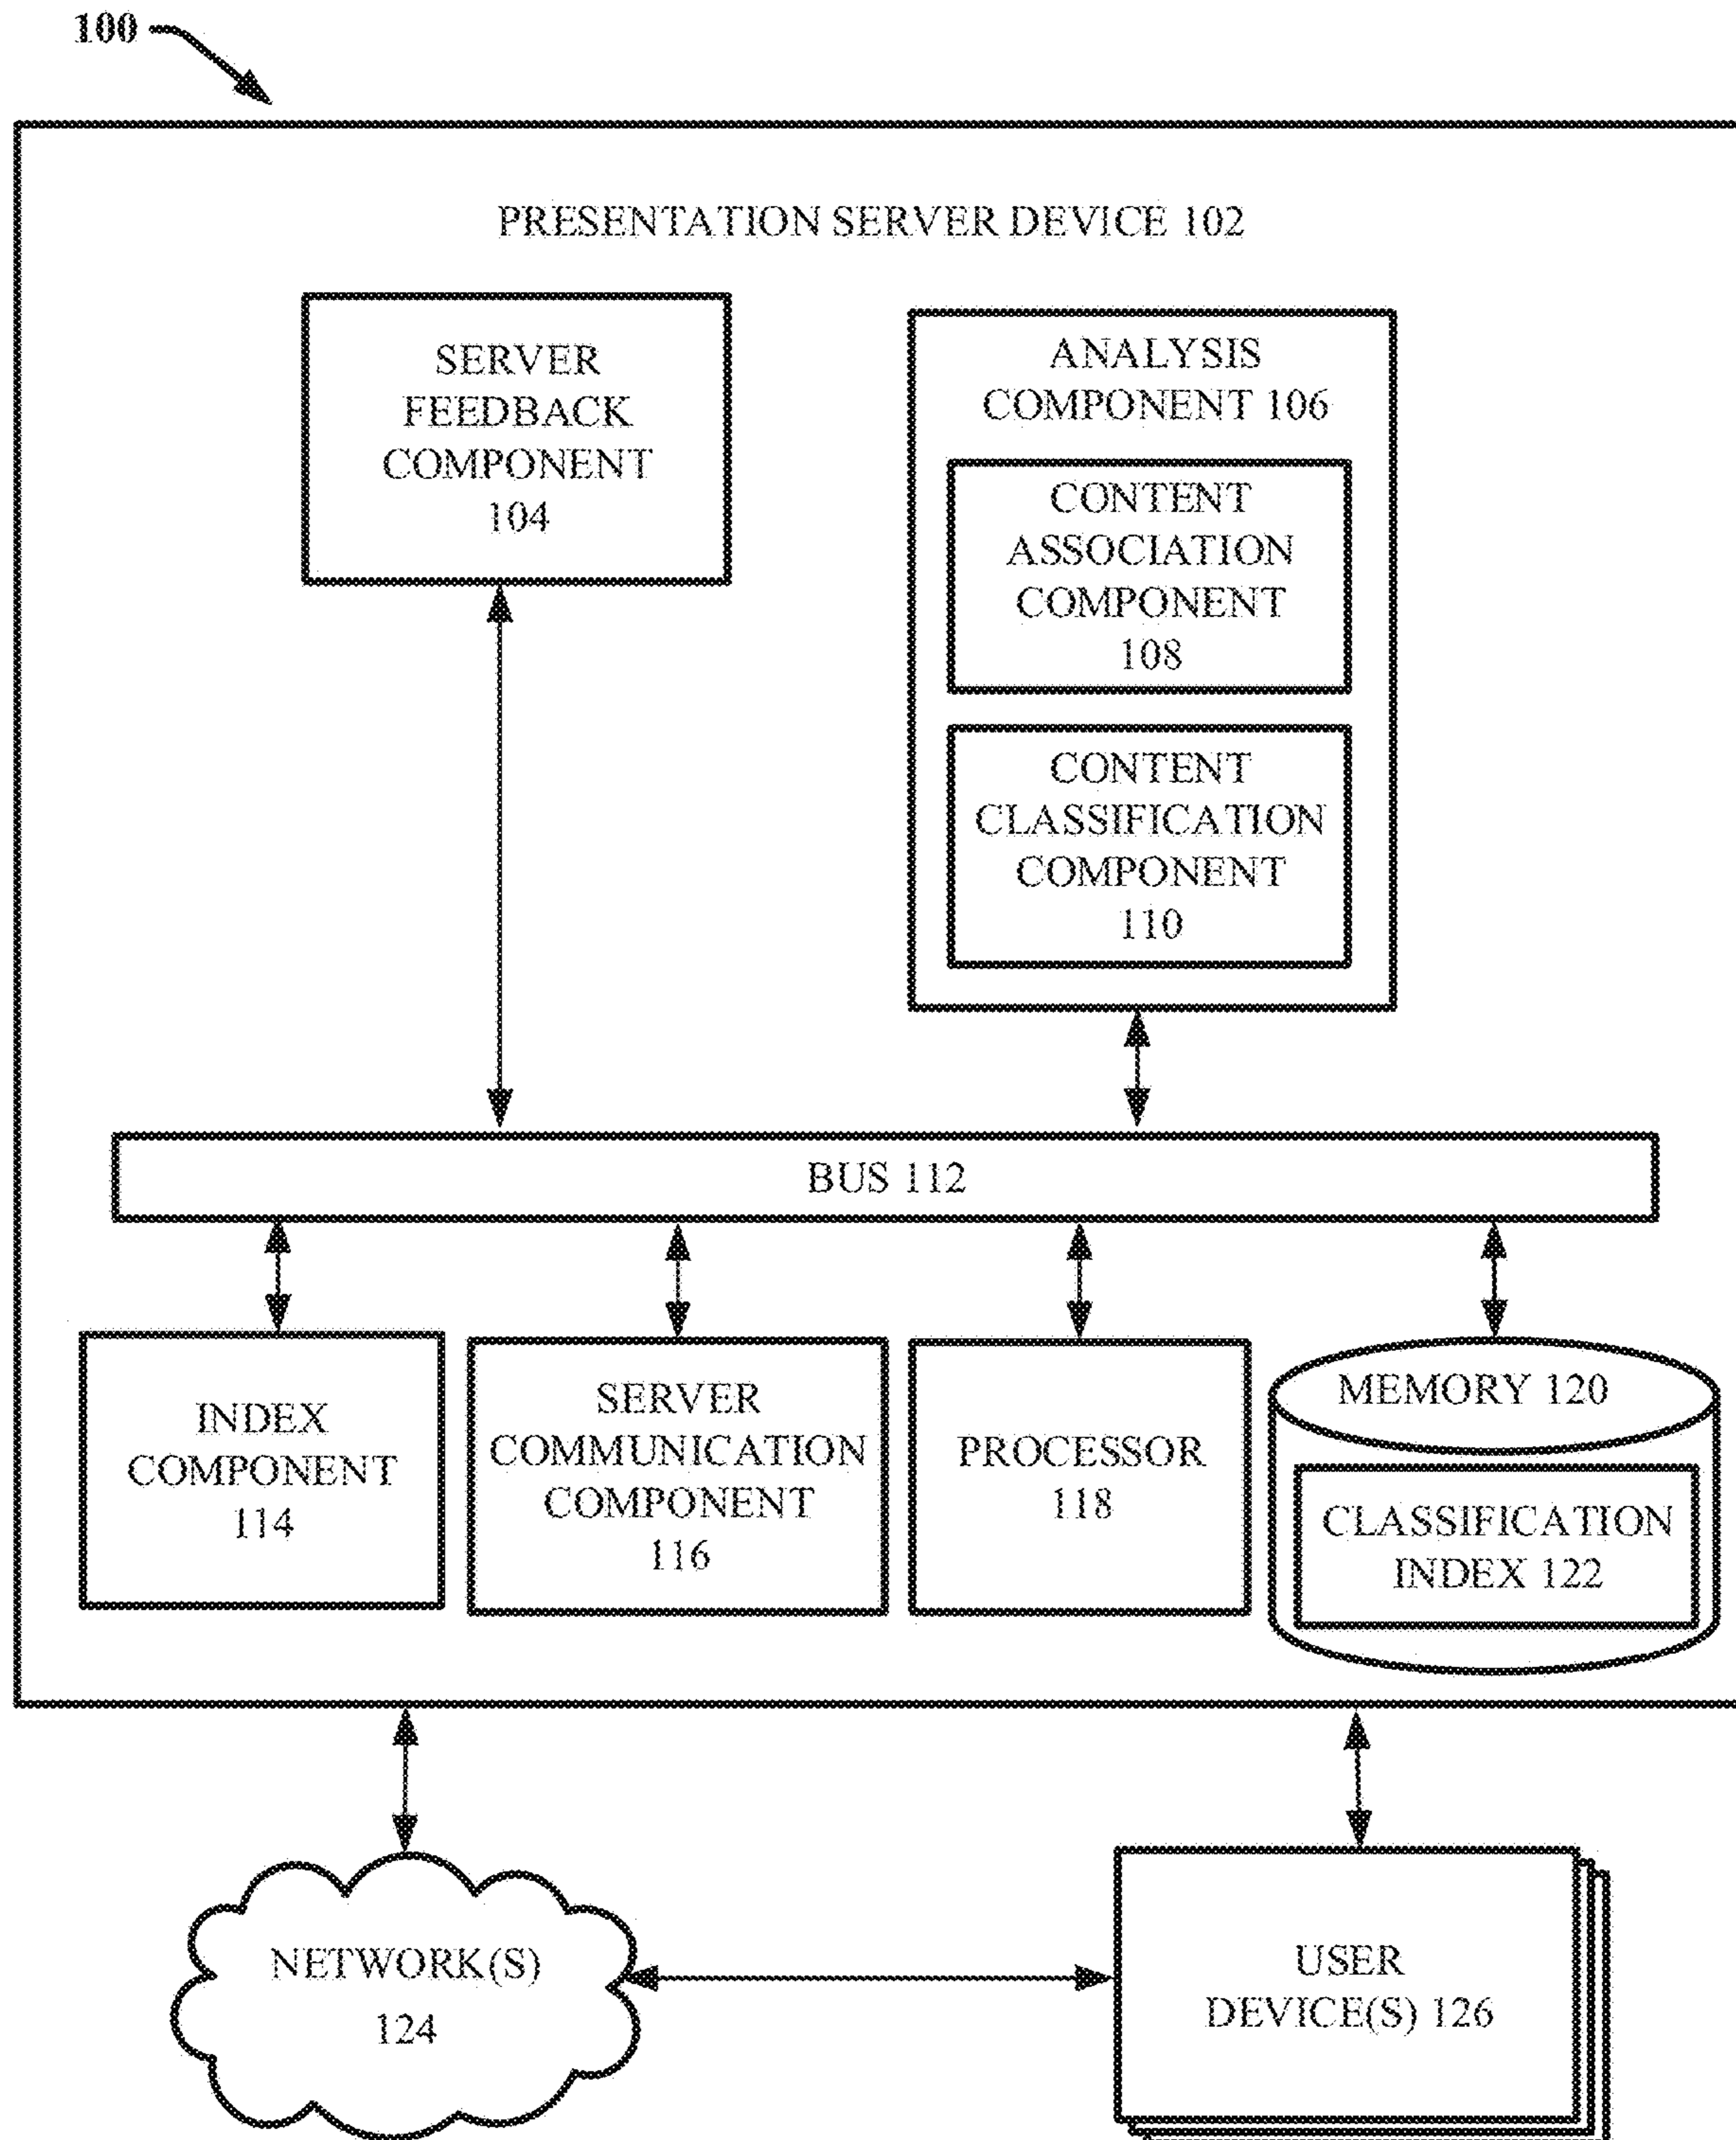 100
PRESENTATION SERVER DEVICE 102
SERVER
FEEDBACK
COMPONENT
104
ANALYSIS
COMPONENT 106
CONTENT
ASSOCIATION
COMPONENT
108
CONTENT
CLASSIFICATION
COMPONENT
110
BUS 112
INDEX
COMPONENT
114
SERVER
COMMUNICATION
COMPONENT
116
PROCESSOR
118
MEMORY 120
CLASSIFICATION
INDEX 122
NETWORK(S)
124
USER
DEVICE(S) 126